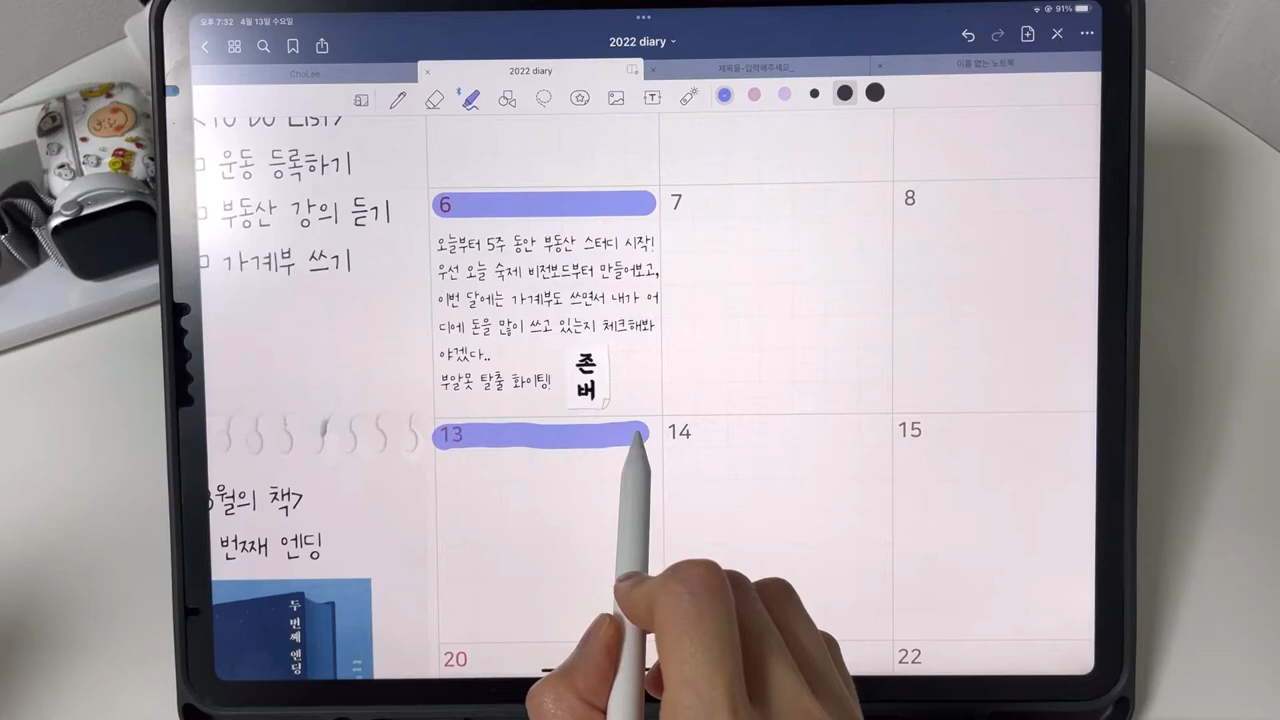 오후 7:32 4월 13일 수요일
91%
2022 diary
ChoLee
2022 diary
제목을-입력해주세요_
이름 없는 노트북
<TO DO LIST>
운동 등록하기
부동산 강의 듣기
가계부 쓰기
6
7
8
오늘부터 5주 동안 부동산 스터디 시작!
우선 오늘 숙제 비전보드부터 만들어보고,
이번 달에는 가계부도 쓰면서 내가 어
디에 돈을 많이 쓰고 있는지 체크해봐
야겠다..
부알못 탈출 화이팅!
존
버
13
14
15
월의 책>
번째 엔딩
두 번째 엔딩
20
22